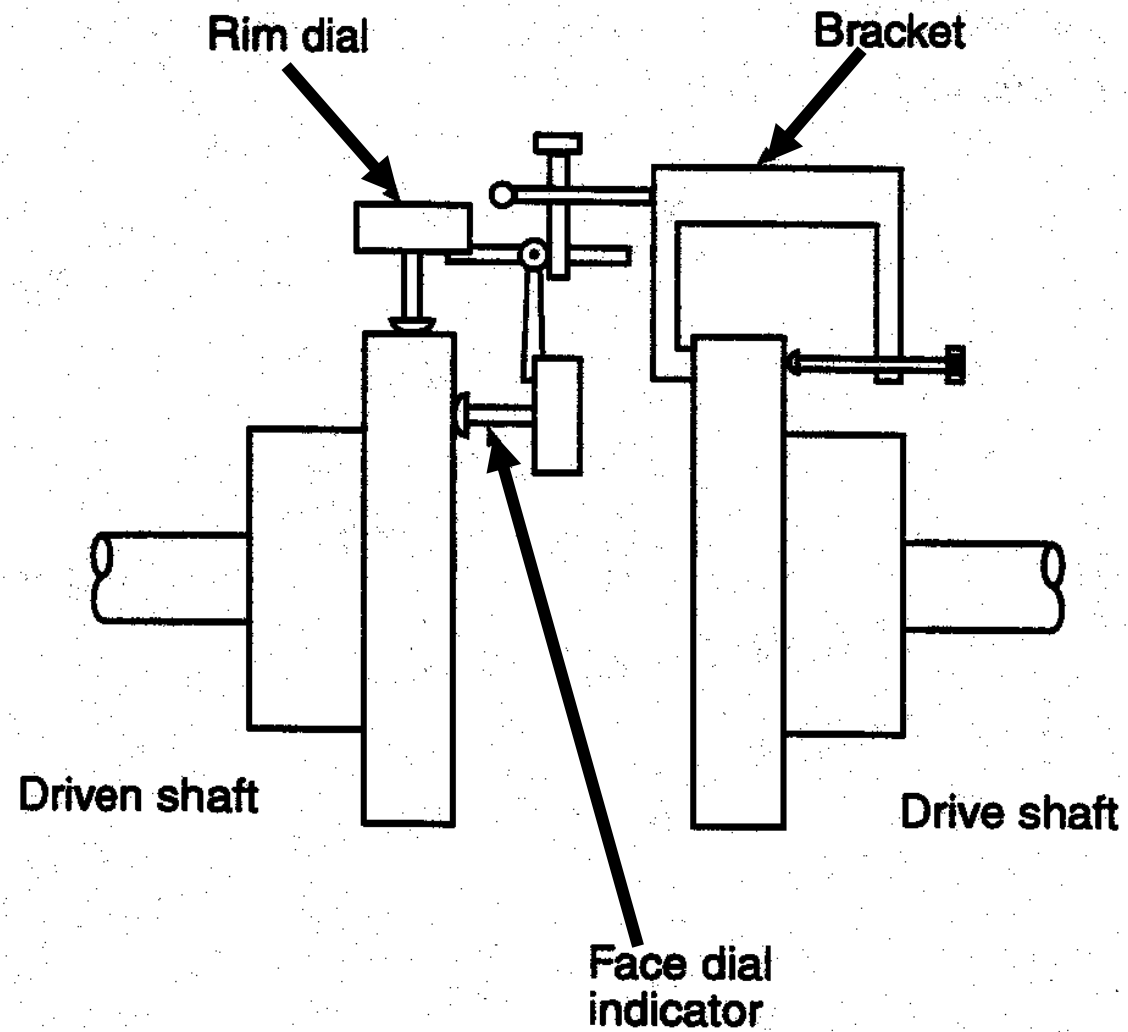 Rim dial
Bracket
Driven shaft
Drive shaft
Face dial
indicator